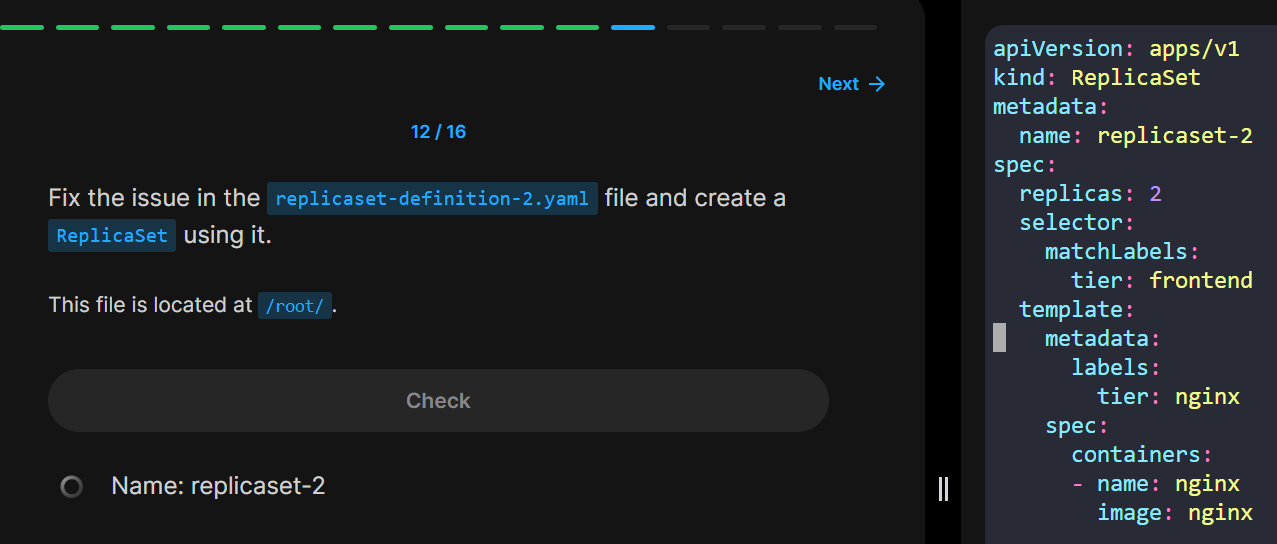 Next →
12 / 16
Fix the issue in the replicaset-definition-2.yaml file and create a
ReplicaSet using it.
This file is located at /root/.
Check
Name: replicaset-2
apiVersion: apps/v1
kind: ReplicaSet
metadata:
  name: replicaset-2
spec:
  replicas: 2
  selector:
    matchLabels:
      tier: frontend
  template:
    metadata:
      labels:
        tier: nginx
    spec:
      containers:
      - name: nginx
        image: nginx